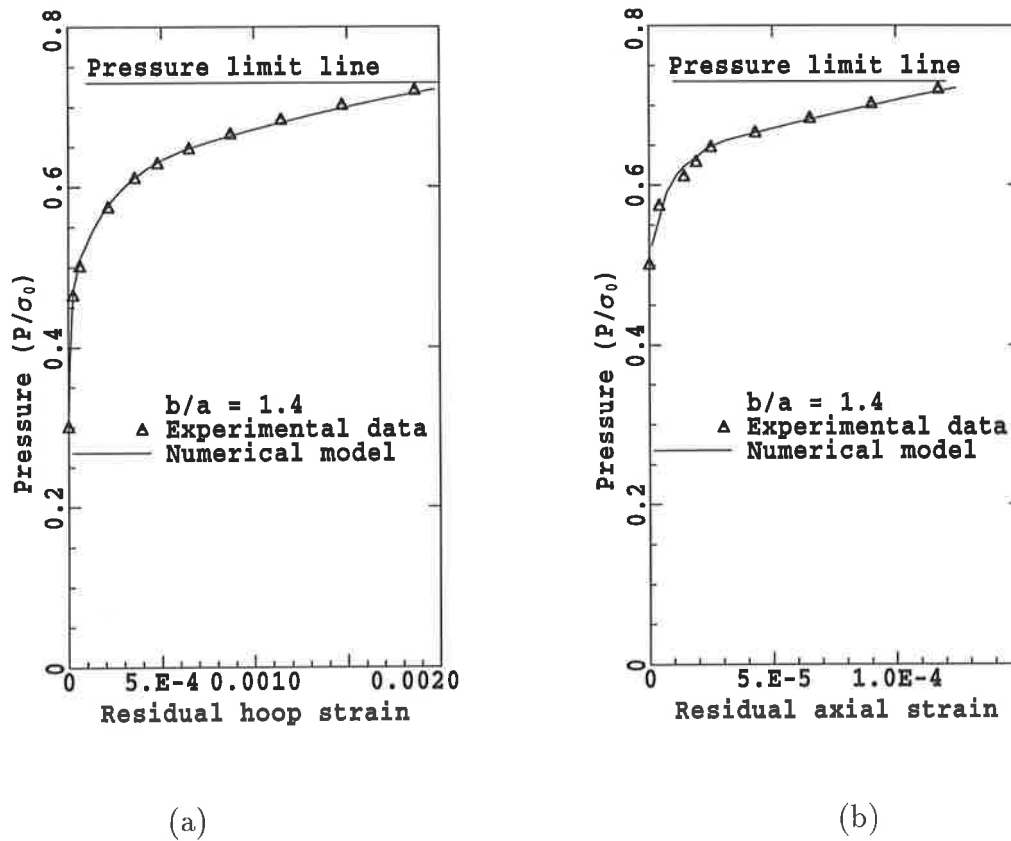 0.8
Pressure limit line
0.6
Pressure (P/σ₀)
0.4
b/a = 1.4
Experimental data
Numerical model
0.2
0
0 5.E-4 0.0010 0.0020
Residual hoop strain
(a)
0.8
Pressure limit line
0.6
Pressure (P/σ₀)
0.4
b/a = 1.4
Experimental data
Numerical model
0.2
0
0 5.E-5 1.0E-4
Residual axial strain
(b)